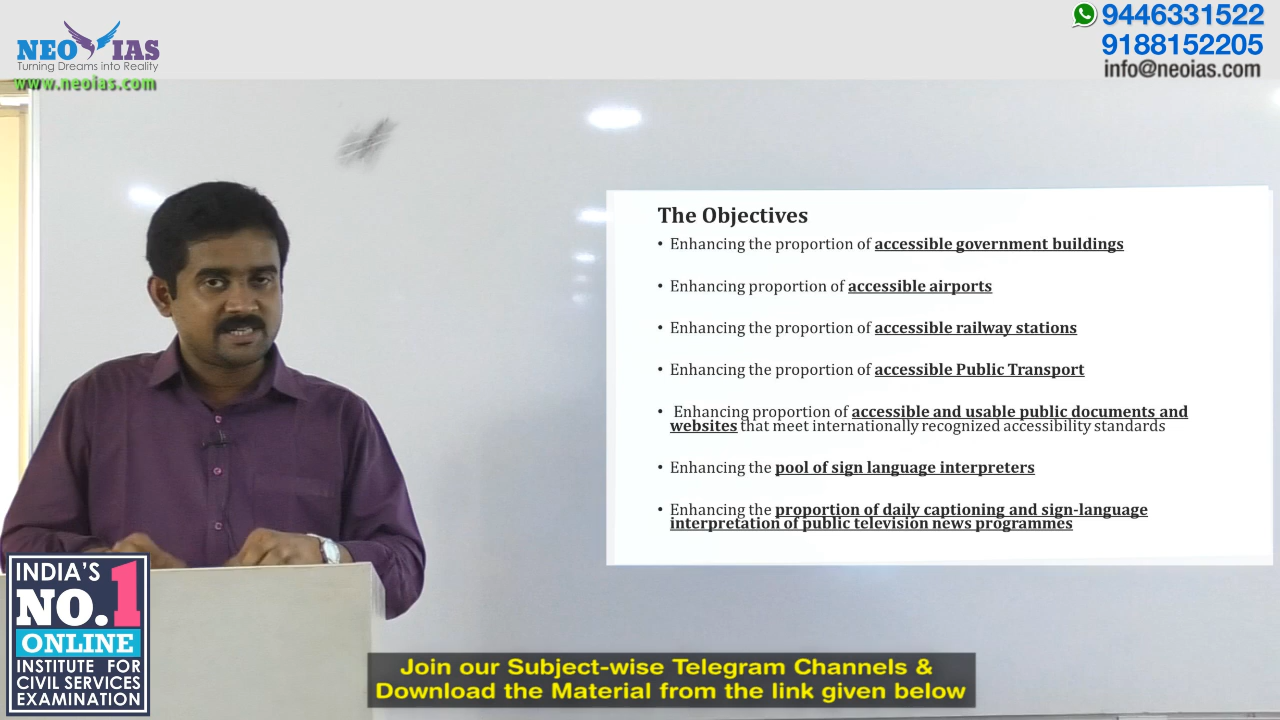 NEO IAS
Turning Dreams into Reality
www.neoias.com
9446331522
9188152205
info@neoias.com
The Objectives
• Enhancing the proportion of accessible government buildings
• Enhancing proportion of accessible airports
• Enhancing the proportion of accessible railway stations
• Enhancing the proportion of accessible Public Transport
• Enhancing proportion of accessible and usable public documents and
websites that meet internationally recognized accessibility standards
• Enhancing the pool of sign language interpreters
• Enhancing the proportion of daily captioning and sign-language
interpretation of public television news programmes
INDIA'S
NO.1
ONLINE
INSTITUTE FOR
CIVIL SERVICES
EXAMINATION
Join our Subject-wise Telegram Channels &
Download the Material from the link given below